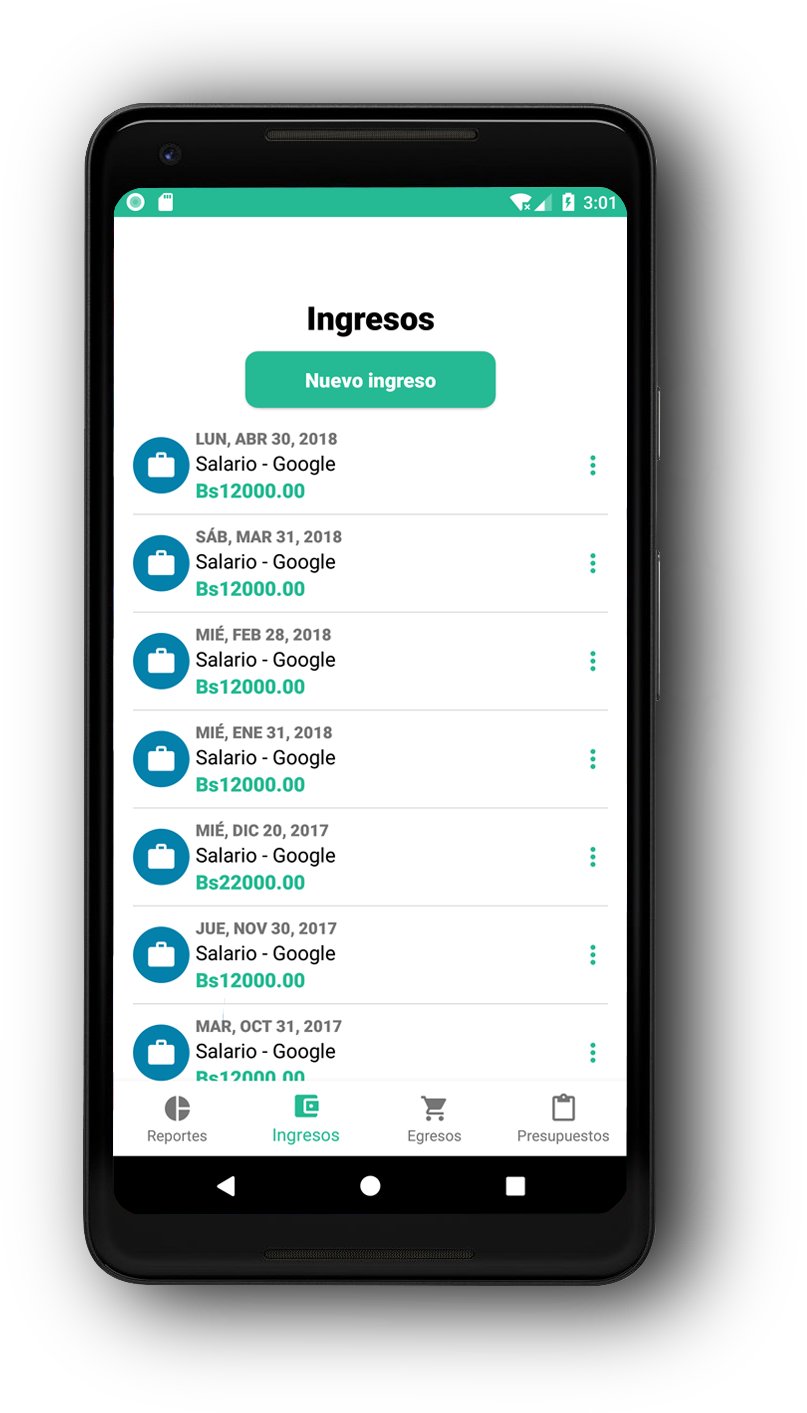 3:01
Ingresos
Nuevo ingreso
LUN, ABR 30, 2018
Salario - Google
Bs12000.00
SÁB, MAR 31, 2018
Salario - Google
Bs12000.00
MIÉ, FEB 28, 2018
Salario - Google
Bs12000.00
MIÉ, ENE 31, 2018
Salario - Google
Bs12000.00
MIÉ, DIC 20, 2017
Salario - Google
Bs22000.00
JUE, NOV 30, 2017
Salario - Google
Bs12000.00
MAR, OCT 31, 2017
Salario - Google
Bs12000.00
Reportes
Ingresos
Egresos
Presupuestos